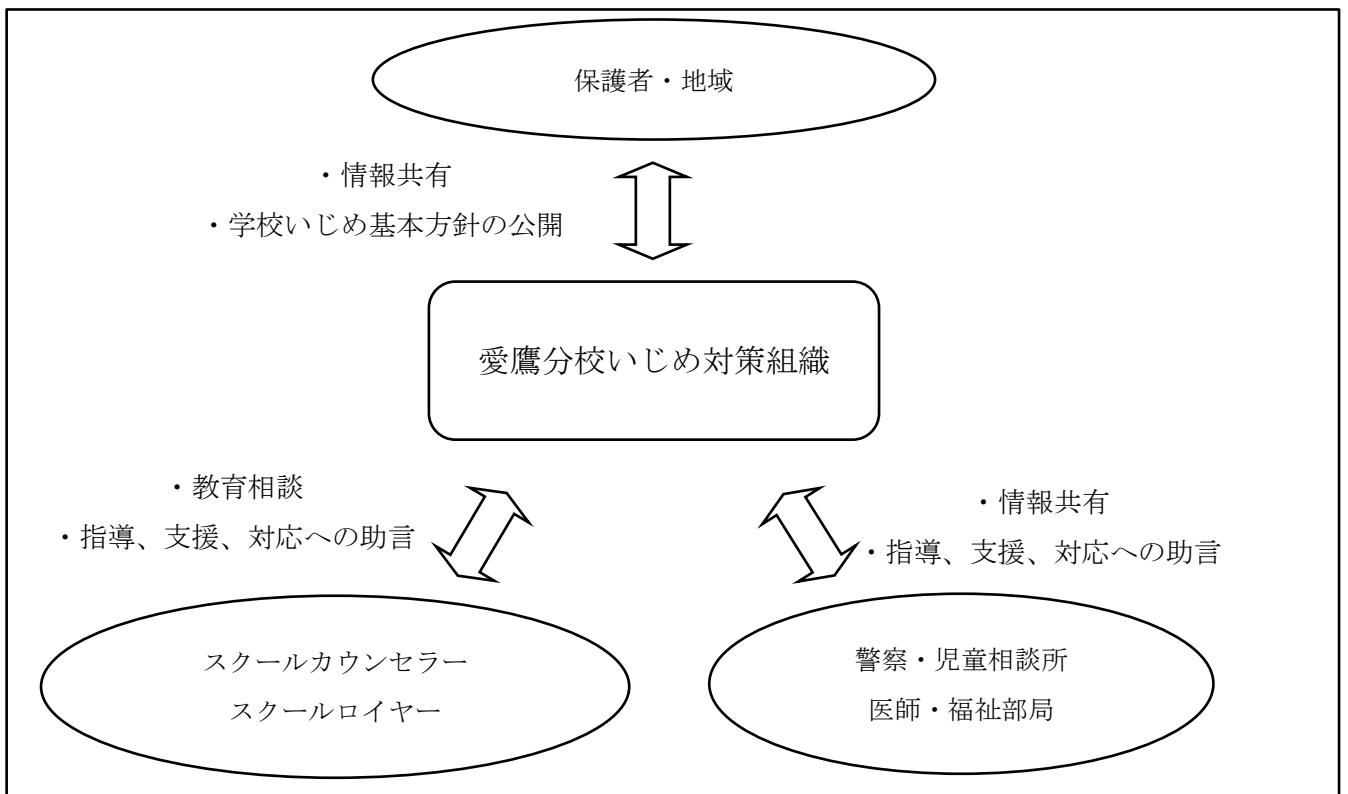 保護者・地域
・情報共有
・学校いじめ基本方針の公開
愛鷹分校いじめ対策組織
・教育相談
・指導、支援、対応への助言
・情報共有
・指導、支援、対応への助言
スクールカウンセラー
スクールロイヤー
警察・児童相談所
医師・福祉部局